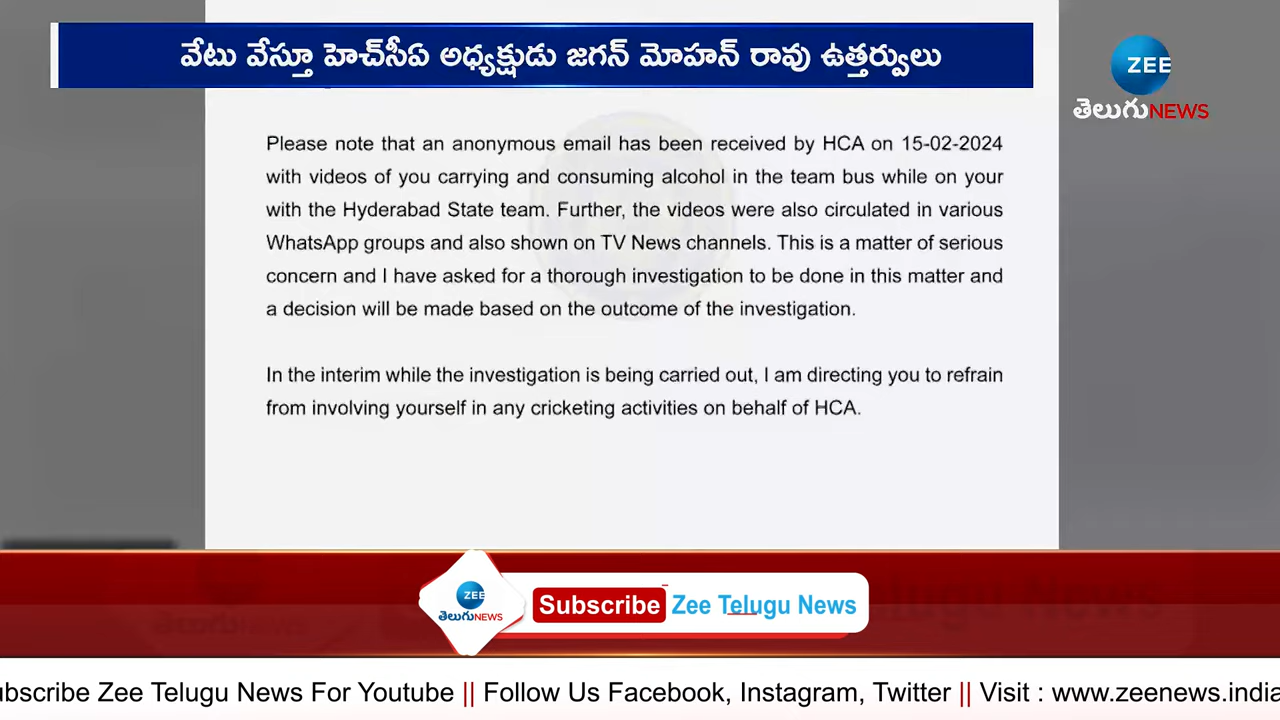 వేటు వేస్తూ హెచ్‌సీఏ అధ్యక్షుడు జగన్ మోహన్ రావు ఉత్తర్వులు
ZEE
తెలుగు NEWS
Please note that an anonymous email has been received by HCA on 15-02-2024
with videos of you carrying and consuming alcohol in the team bus while on your
with the Hyderabad State team. Further, the videos were also circulated in various
WhatsApp groups and also shown on TV News channels. This is a matter of serious
concern and I have asked for a thorough investigation to be done in this matter and
a decision will be made based on the outcome of the investigation.
In the interim while the investigation is being carried out, I am directing you to refrain
from involving yourself in any cricketing activities on behalf of HCA.
ZEE
తెలుగు NEWS
Subscribe Zee Telugu News
ubscribe Zee Telugu News For Youtube || Follow Us Facebook, Instagram, Twitter || Visit : www.zeenews.india